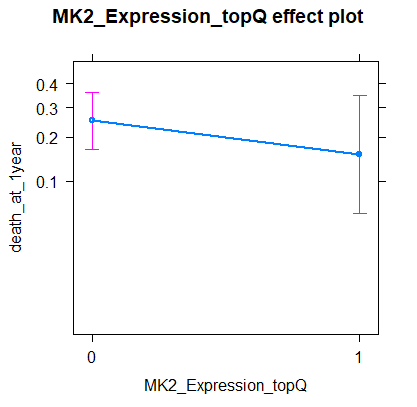 MK2_Expression_topQ effect plot
0.4
0.3
0.2
0.1
death_at_1year
0 1
MK2_Expression_topQ